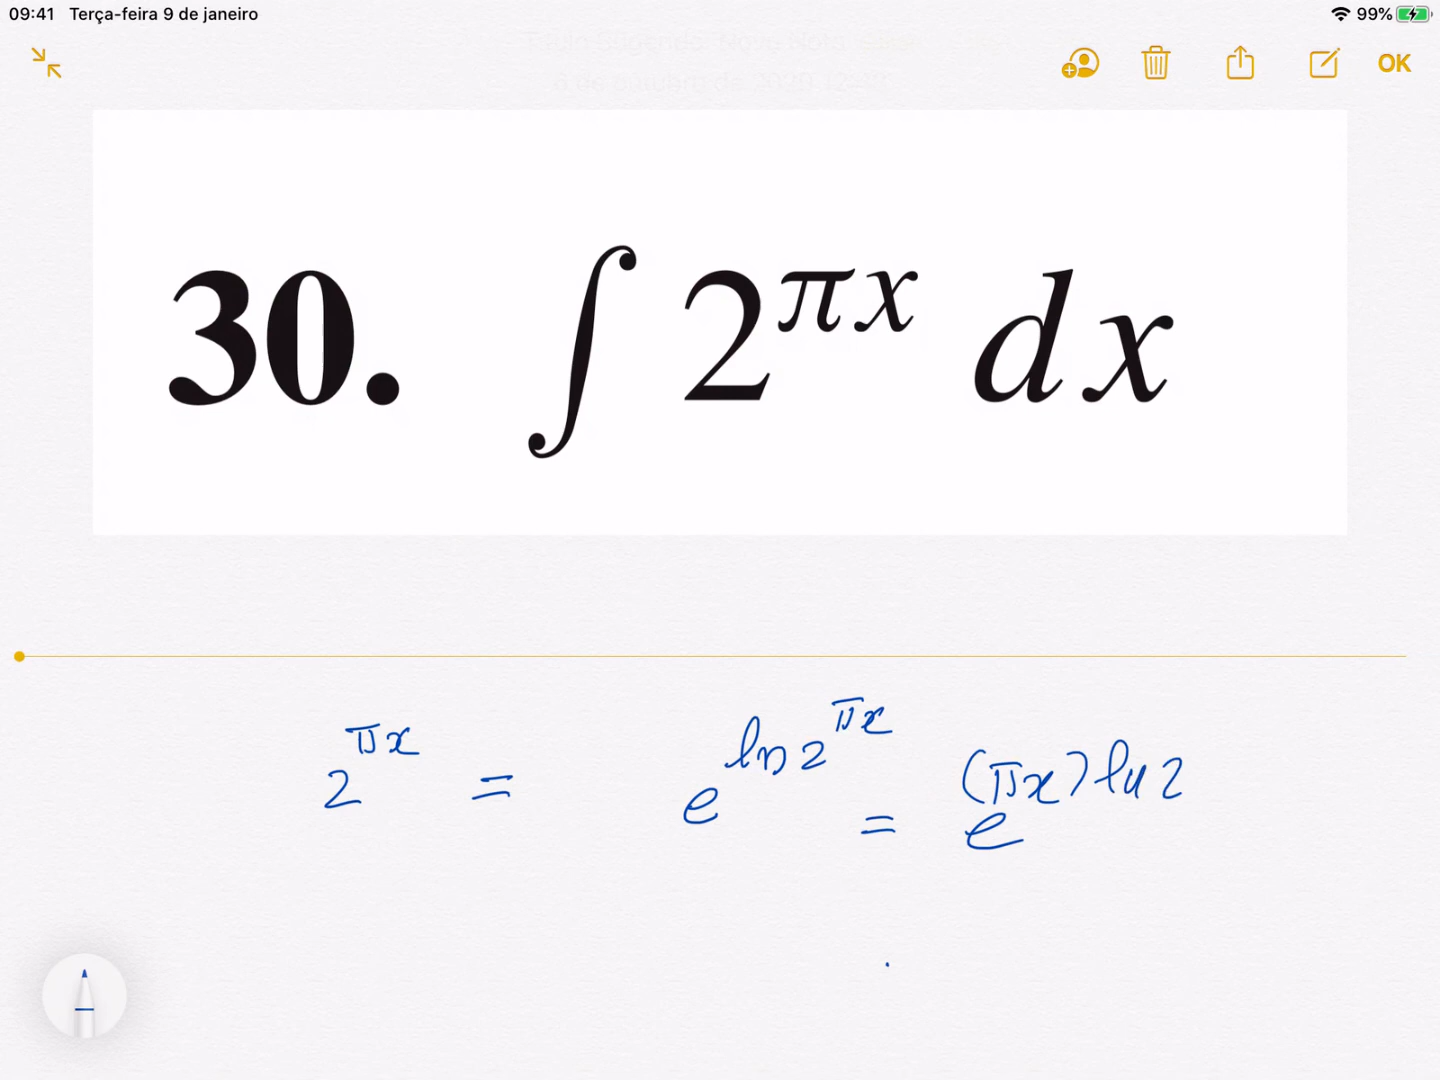 09:41 Terça-feira 9 de janeiro 99%
OK
30. ∫ 2^{πx} dx
2^{πx} = e^{ln 2^{πx}} = e^{(πx) ln 2}